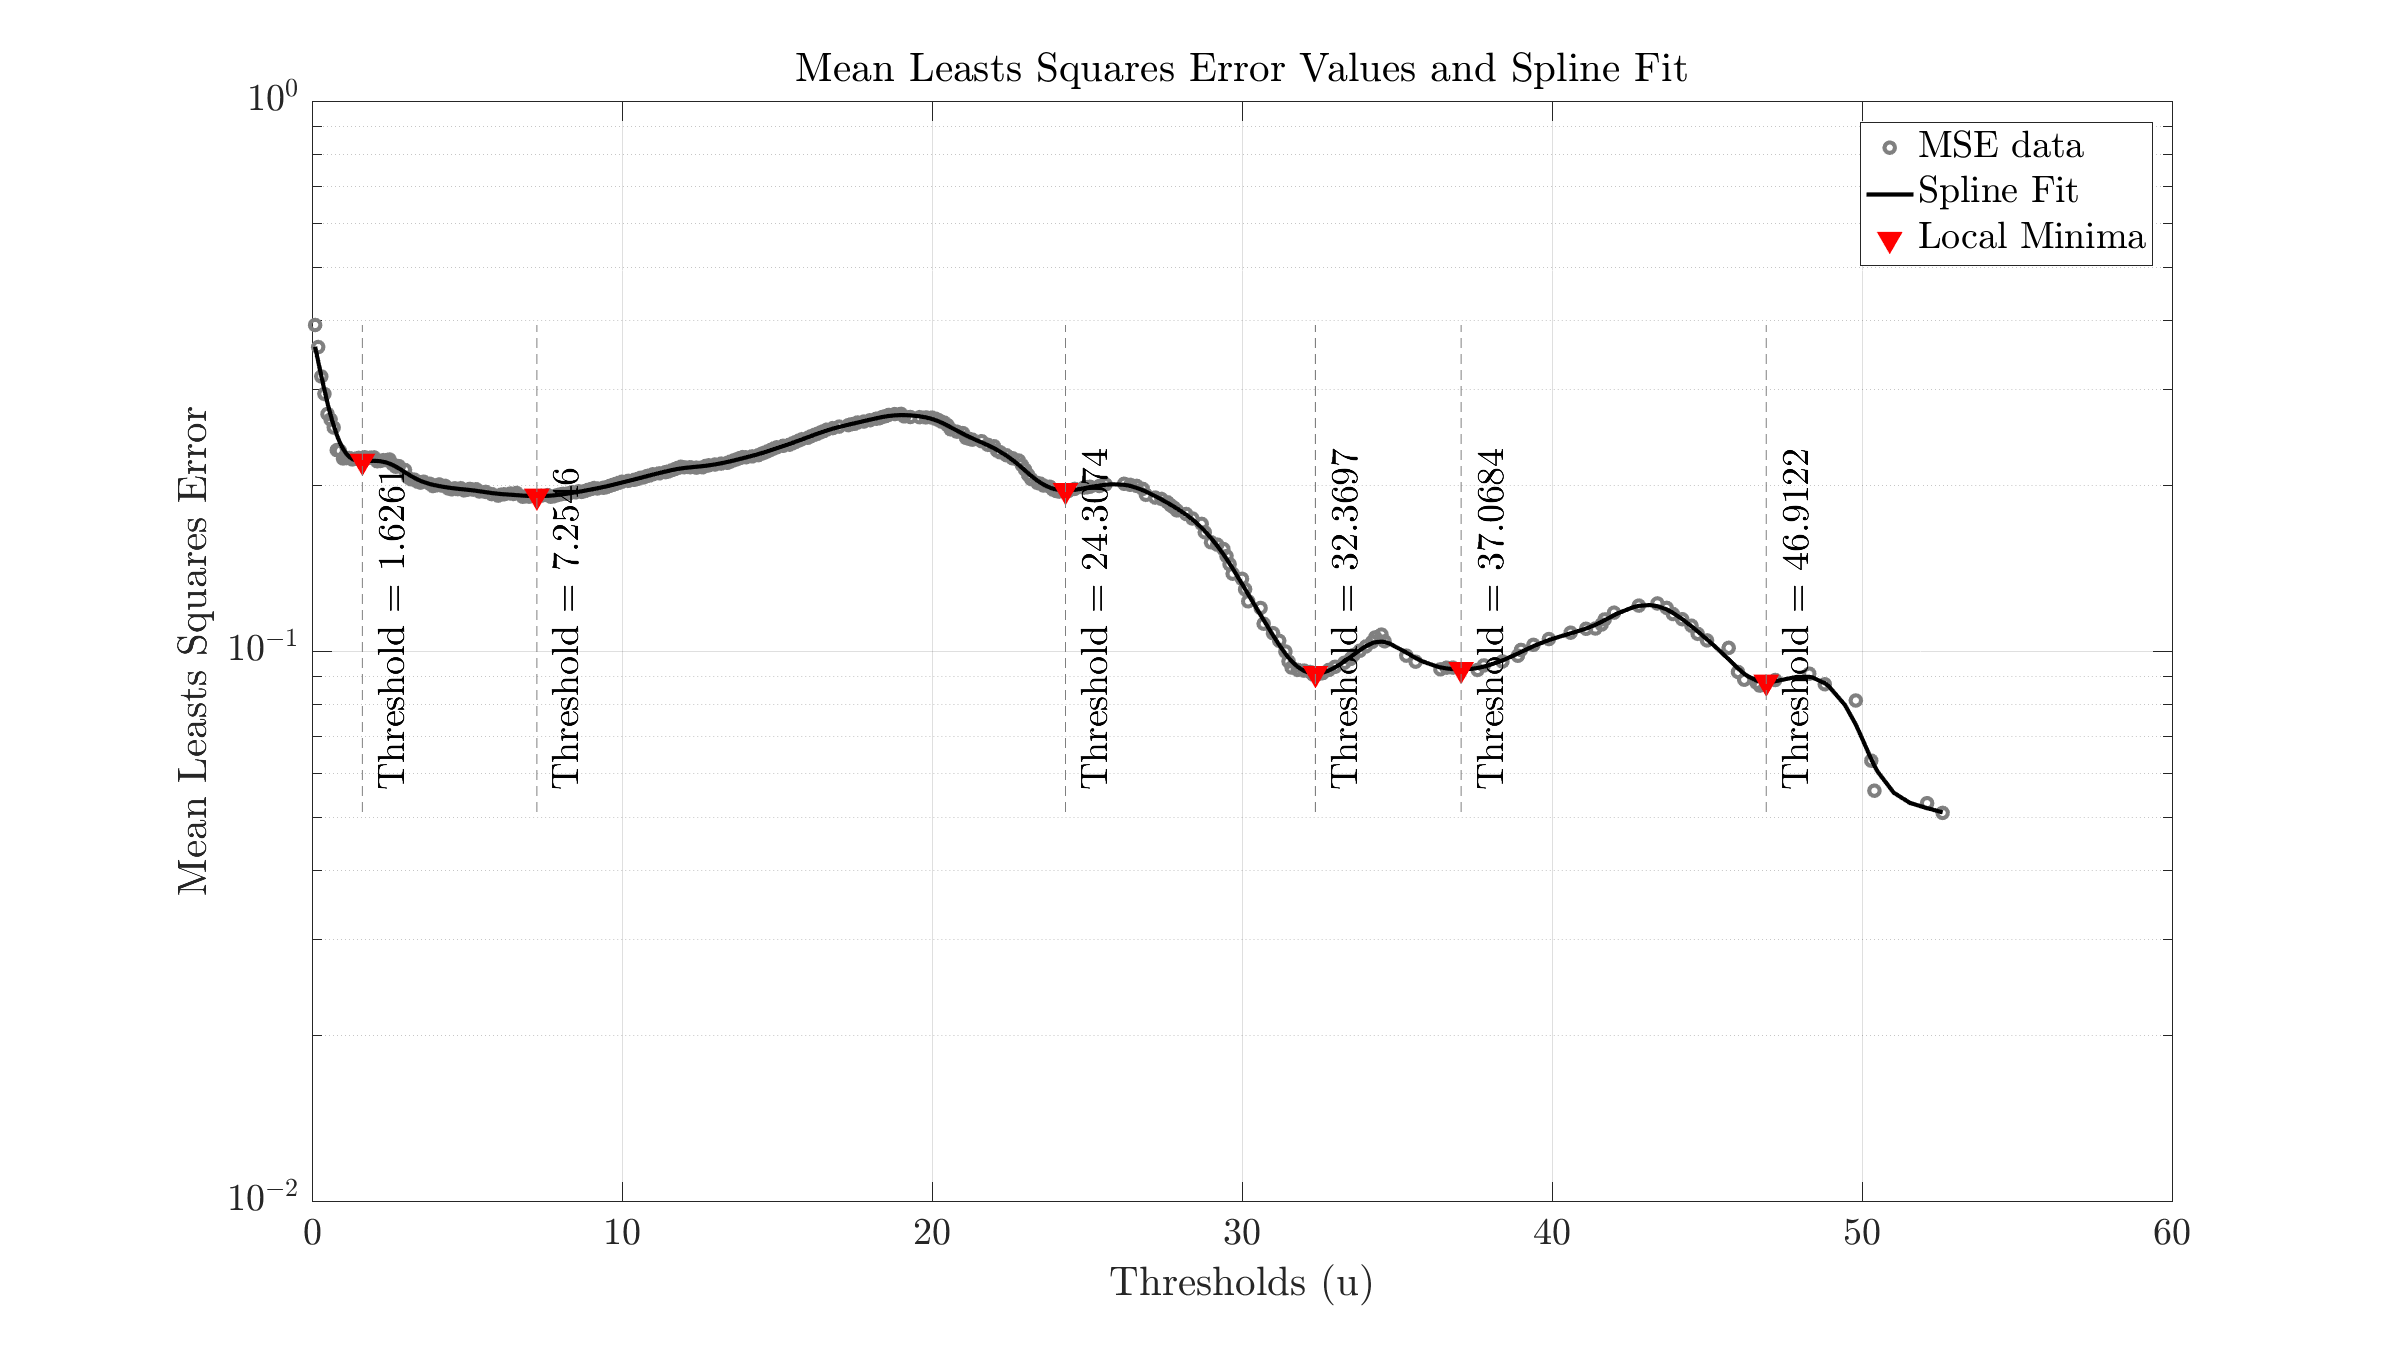 Mean Leasts Squares Error Values and Spline Fit
10^0
10^{-1}
10^{-2}
Mean Leasts Squares Error
MSE data
Spline Fit
Local Minima
Threshold = 1.6261
Threshold = 7.2546
Threshold = 24.3074
Threshold = 32.3697
Threshold = 37.0684
Threshold = 46.9122
0 10 20 30 40 50 60
Thresholds (u)